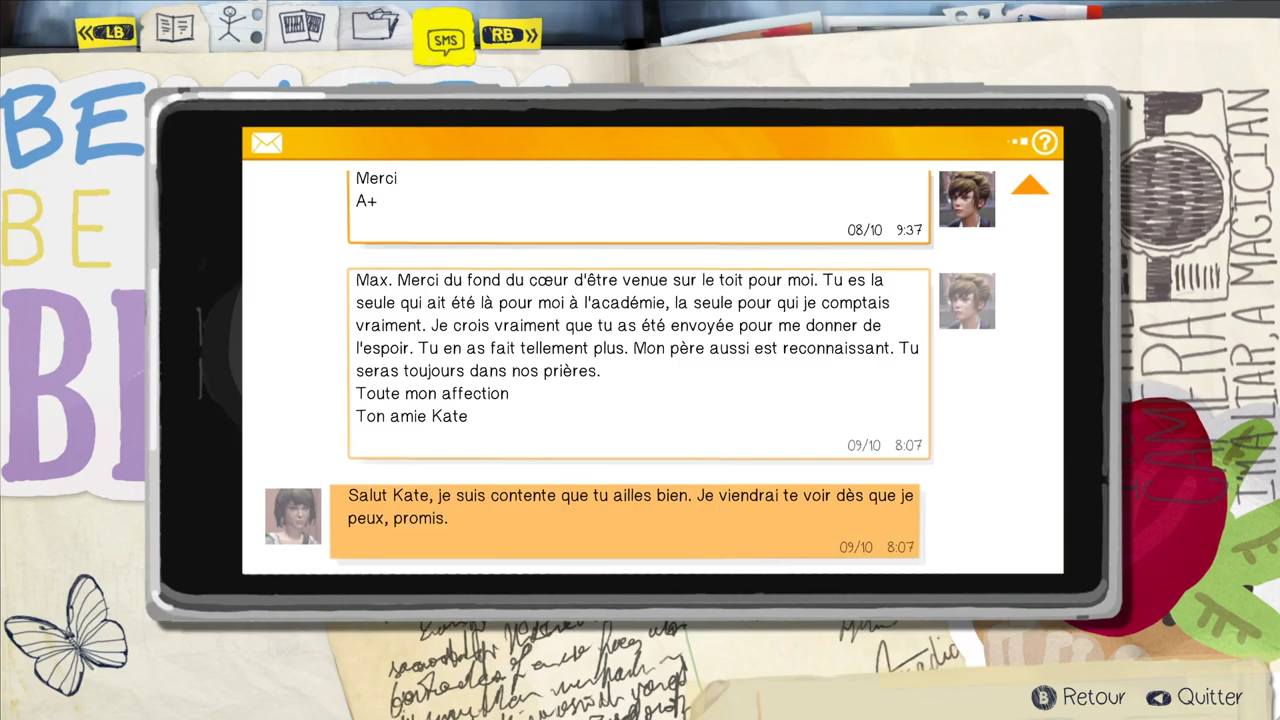 LB
SMS
RB
BE
BE
Merci
A+
08/10 9:37
Max. Merci du fond du cœur d'être venue sur le toit pour moi. Tu es la
seule qui ait été là pour moi à l'académie, la seule pour qui je comptais
vraiment. Je crois vraiment que tu as été envoyée pour me donner de
l'espoir. Tu en as fait tellement plus. Mon père aussi est reconnaissant. Tu
seras toujours dans nos prières.
Toute mon affection
Ton amie Kate
09/10 8:07
Salut Kate, je suis contente que tu ailles bien. Je viendrai te voir dès que je
peux, promis.
09/10 8:07
MAGICIAN
B Retour
Quitter